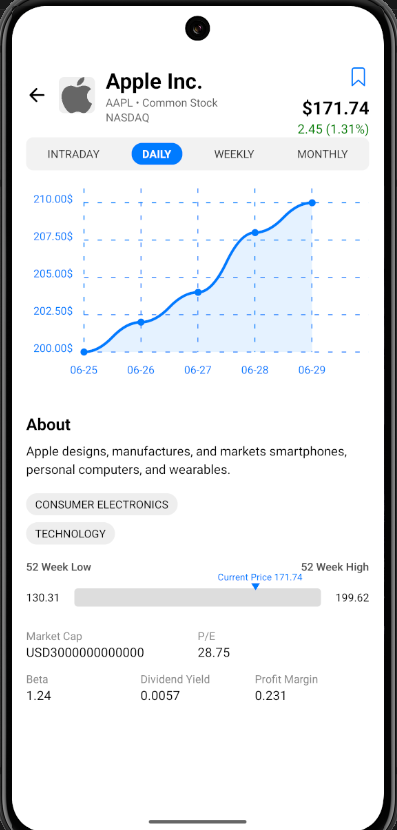 Apple Inc.
AAPL • Common Stock
NASDAQ
$171.74
2.45 (1.31%)
INTRADAY DAILY WEEKLY MONTHLY
210.00$
207.50$
205.00$
202.50$
200.00$
06-25 06-26 06-27 06-28 06-29
About
Apple designs, manufactures, and markets smartphones,
personal computers, and wearables.
CONSUMER ELECTRONICS
TECHNOLOGY
52 Week Low 52 Week High
Current Price 171.74
130.31 199.62
Market Cap P/E
USD3000000000000 28.75
Beta Dividend Yield Profit Margin
1.24 0.0057 0.231